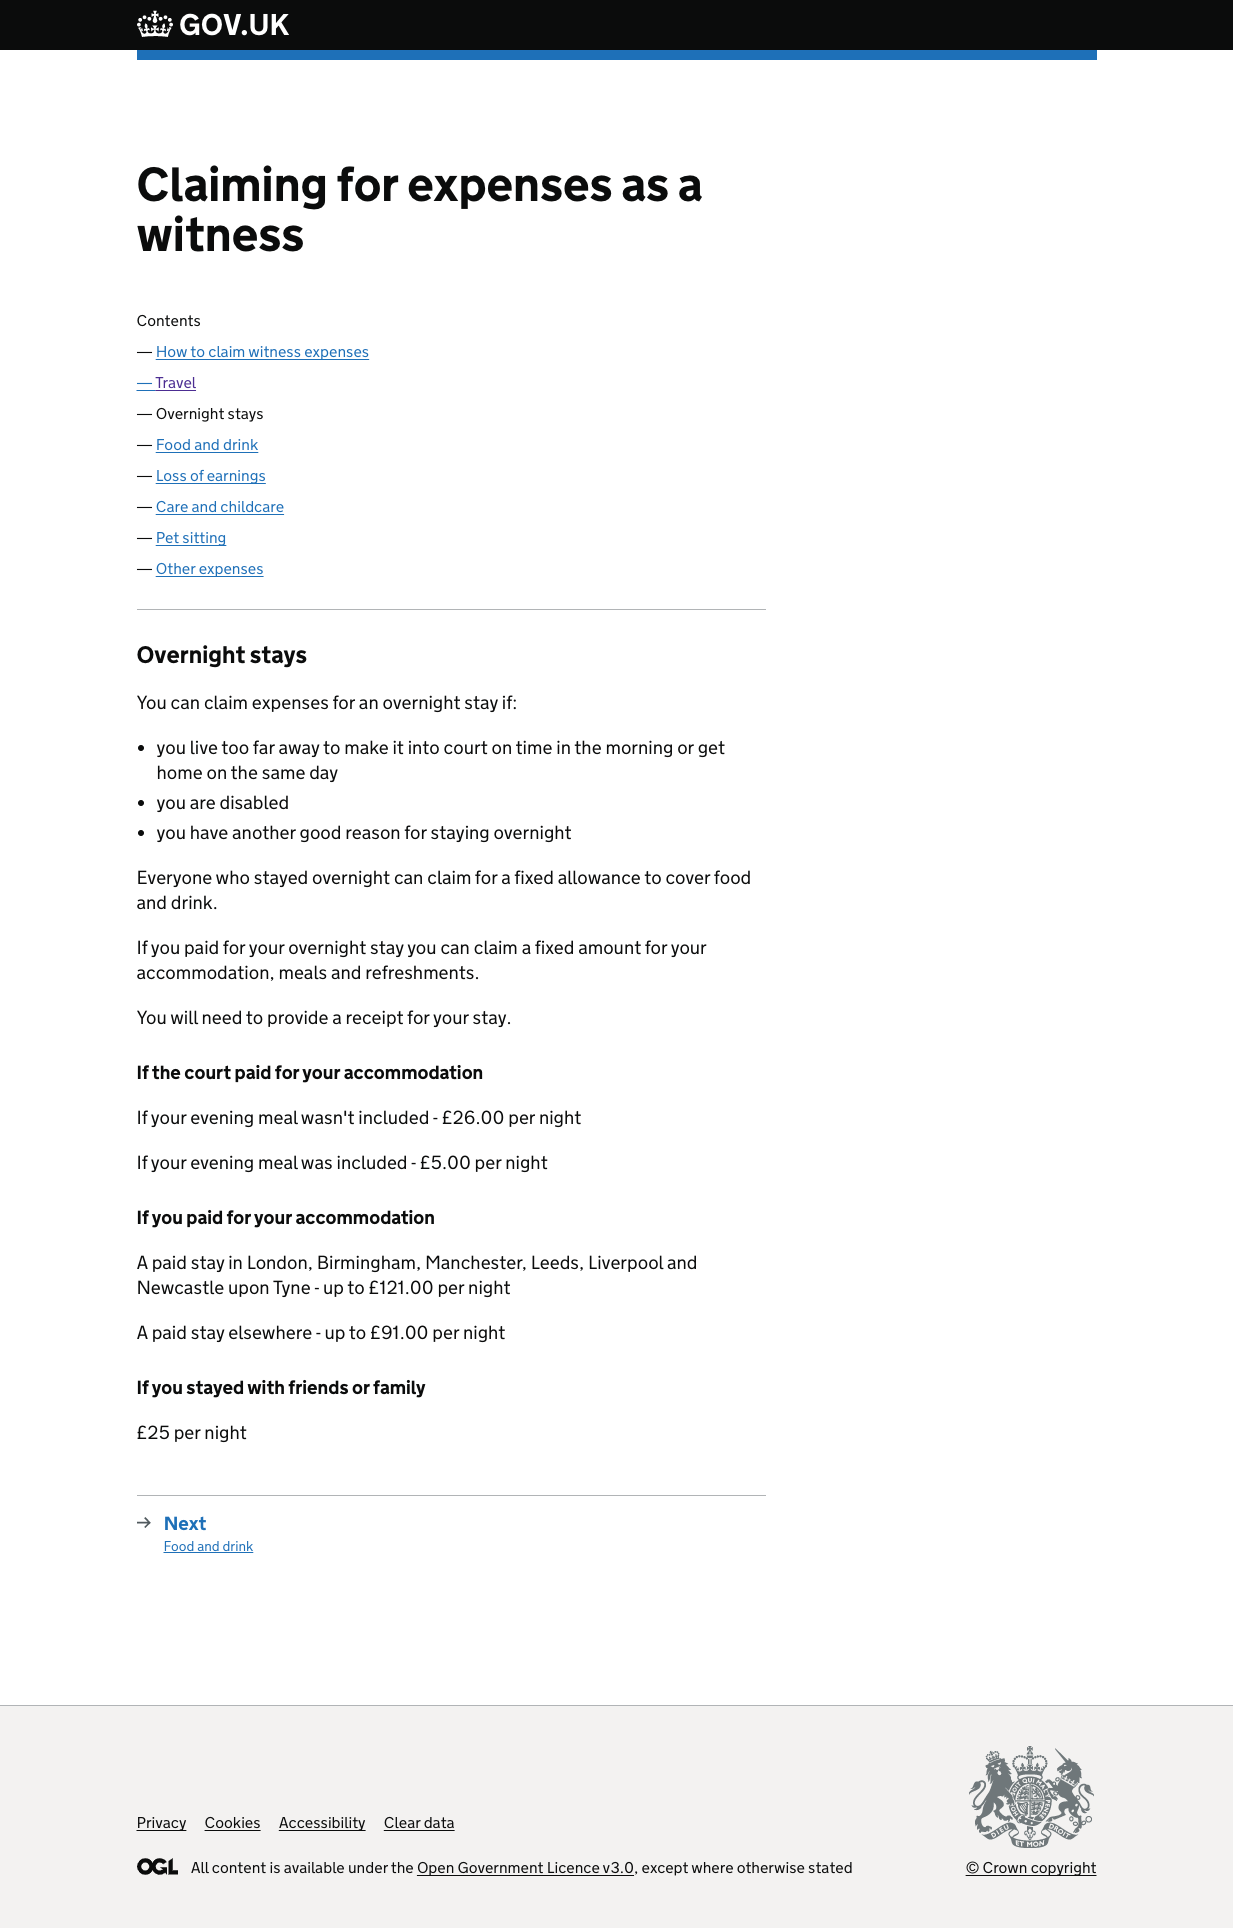 GOV.UK
Claiming for expenses as a
witness
Contents
— How to claim witness expenses
— Travel
— Overnight stays
— Food and drink
— Loss of earnings
— Care and childcare
— Pet sitting
— Other expenses
Overnight stays
You can claim expenses for an overnight stay if:
• you live too far away to make it into court on time in the morning or get
home on the same day
• you are disabled
• you have another good reason for staying overnight
Everyone who stayed overnight can claim for a fixed allowance to cover food
and drink.
If you paid for your overnight stay you can claim a fixed amount for your
accommodation, meals and refreshments.
You will need to provide a receipt for your stay.
If the court paid for your accommodation
If your evening meal wasn't included - £26.00 per night
If your evening meal was included - £5.00 per night
If you paid for your accommodation
A paid stay in London, Birmingham, Manchester, Leeds, Liverpool and
Newcastle upon Tyne - up to £121.00 per night
A paid stay elsewhere - up to £91.00 per night
If you stayed with friends or family
£25 per night
→ Next
Food and drink
Privacy Cookies Accessibility Clear data
OGL All content is available under the Open Government Licence v3.0, except where otherwise stated
DIEU ET MON DROIT
© Crown copyright